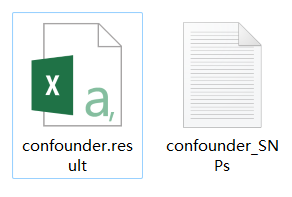 X a,
confounder.res
ult
confounder_SN
Ps